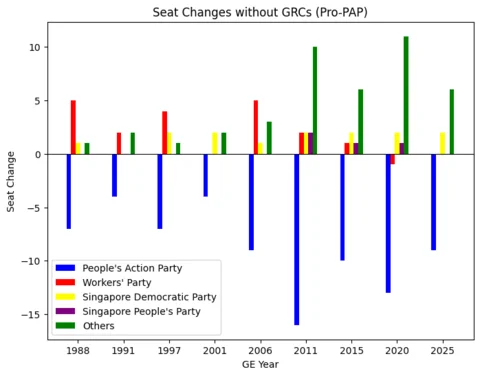 Seat Changes without GRCs (Pro-PAP)
Seat Change
10
5
0
−5
−10
−15
People's Action Party
Workers' Party
Singapore Democratic Party
Singapore People's Party
Others
1988 1991 1997 2001 2006 2011 2015 2020 2025
GE Year